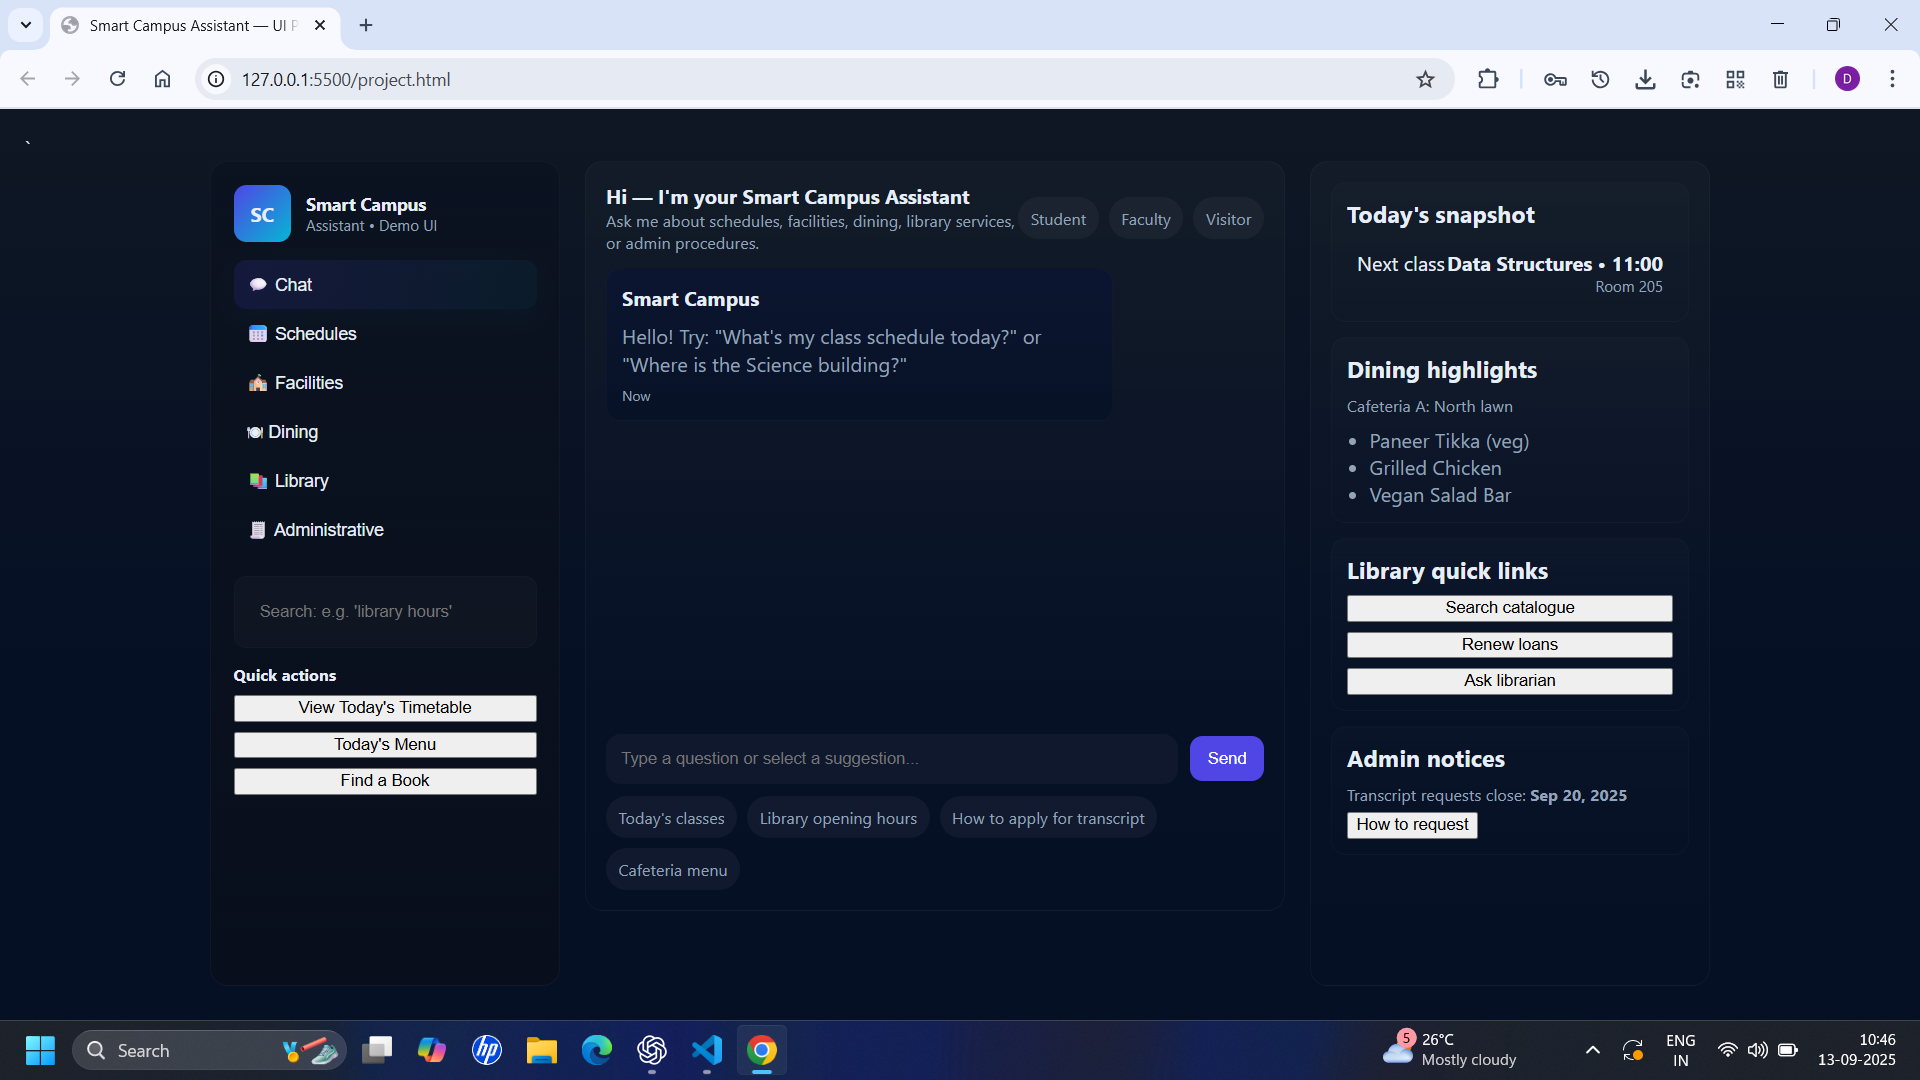 Smart Campus Assistant — UI P
127.0.0.1:5500/project.html
D
`
SC
Smart Campus
Assistant • Demo UI
Chat
Schedules
Facilities
Dining
Library
Administrative
Search: e.g. 'library hours'
Quick actions
View Today's Timetable
Today's Menu
Find a Book
Hi — I'm your Smart Campus Assistant
Ask me about schedules, facilities, dining, library services,
or admin procedures.
Student
Faculty
Visitor
Smart Campus
Hello! Try: "What's my class schedule today?" or
"Where is the Science building?"
Now
Type a question or select a suggestion...
Send
Today's classes
Library opening hours
How to apply for transcript
Cafeteria menu
Today's snapshot
Next class Data Structures • 11:00
Room 205
Dining highlights
Cafeteria A: North lawn
• Paneer Tikka (veg)
• Grilled Chicken
• Vegan Salad Bar
Library quick links
Search catalogue
Renew loans
Ask librarian
Admin notices
Transcript requests close: Sep 20, 2025
How to request
Search
hp
5
26°C
Mostly cloudy
ENG
IN
10:46
13-09-2025